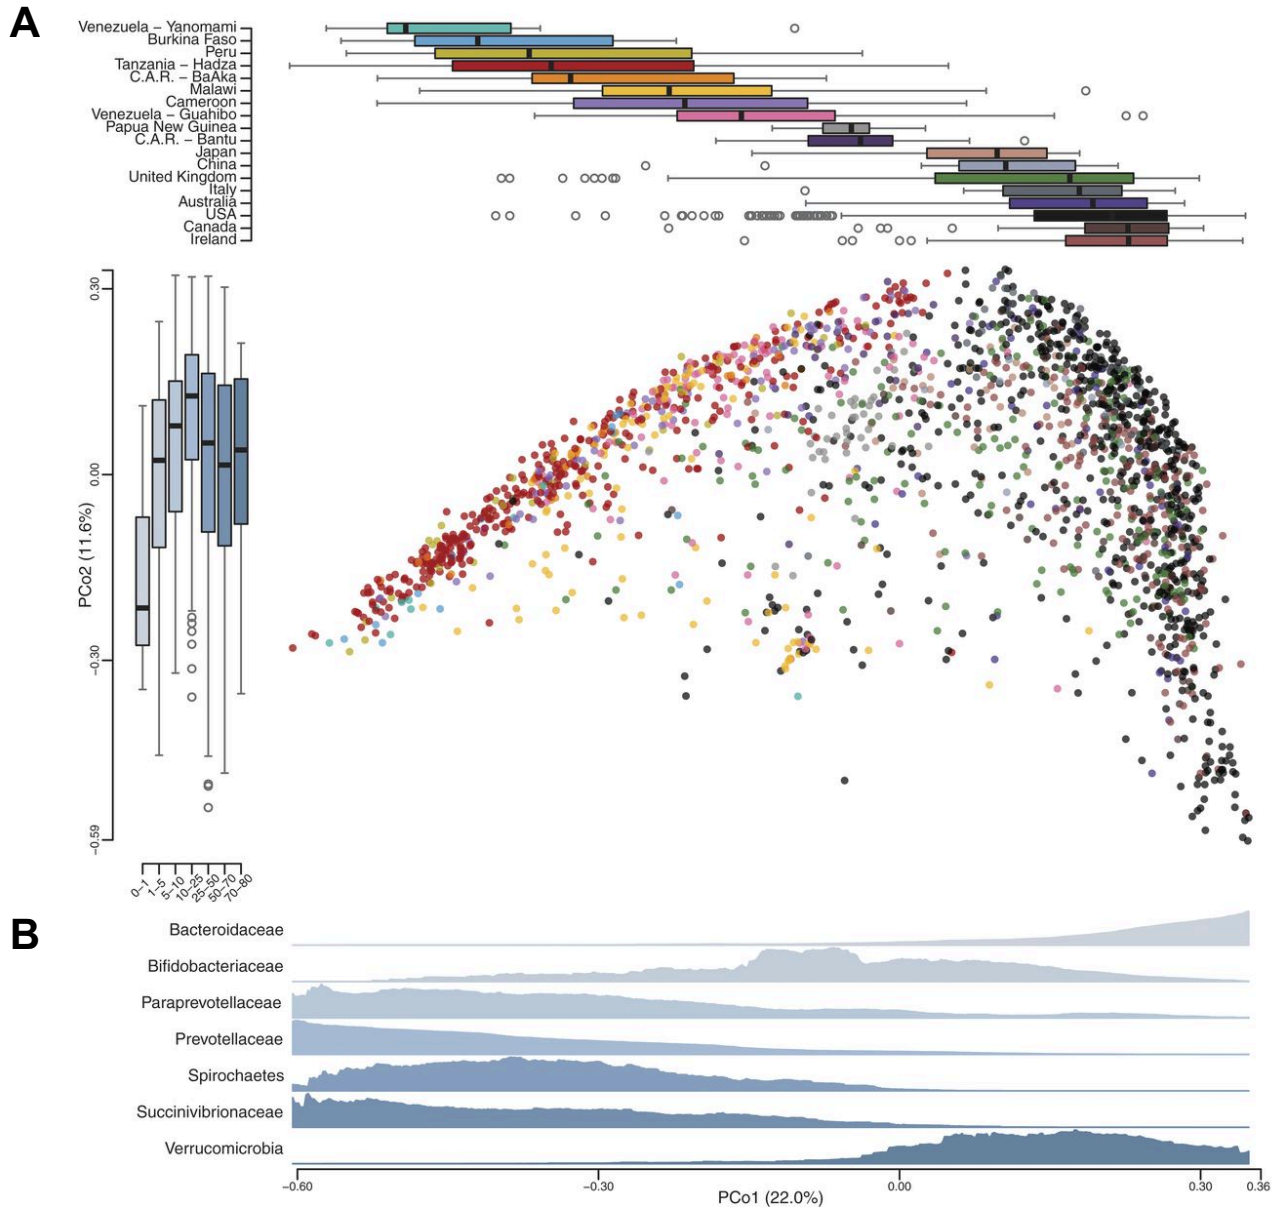 A
Venezuela – Yanomami
Burkina Faso
Peru
Tanzania – Hadza
C.A.R. – BaAka
Malawi
Cameroon
Venezuela – Guahibo
Papua New Guinea
C.A.R. – Bantu
Japan
China
United Kingdom
Italy
Australia
USA
Canada
Ireland
0.30
0.00
−0.30
−0.59
PCo2 (11.6%)
0–1
1–5
5–10
10–25
25–50
50–70
70–80
B
Bacteroidaceae
Bifidobacteriaceae
Paraprevotellaceae
Prevotellaceae
Spirochaetes
Succinivibrionaceae
Verrucomicrobia
−0.60
−0.30
0.00
0.30
0.36
PCo1 (22.0%)